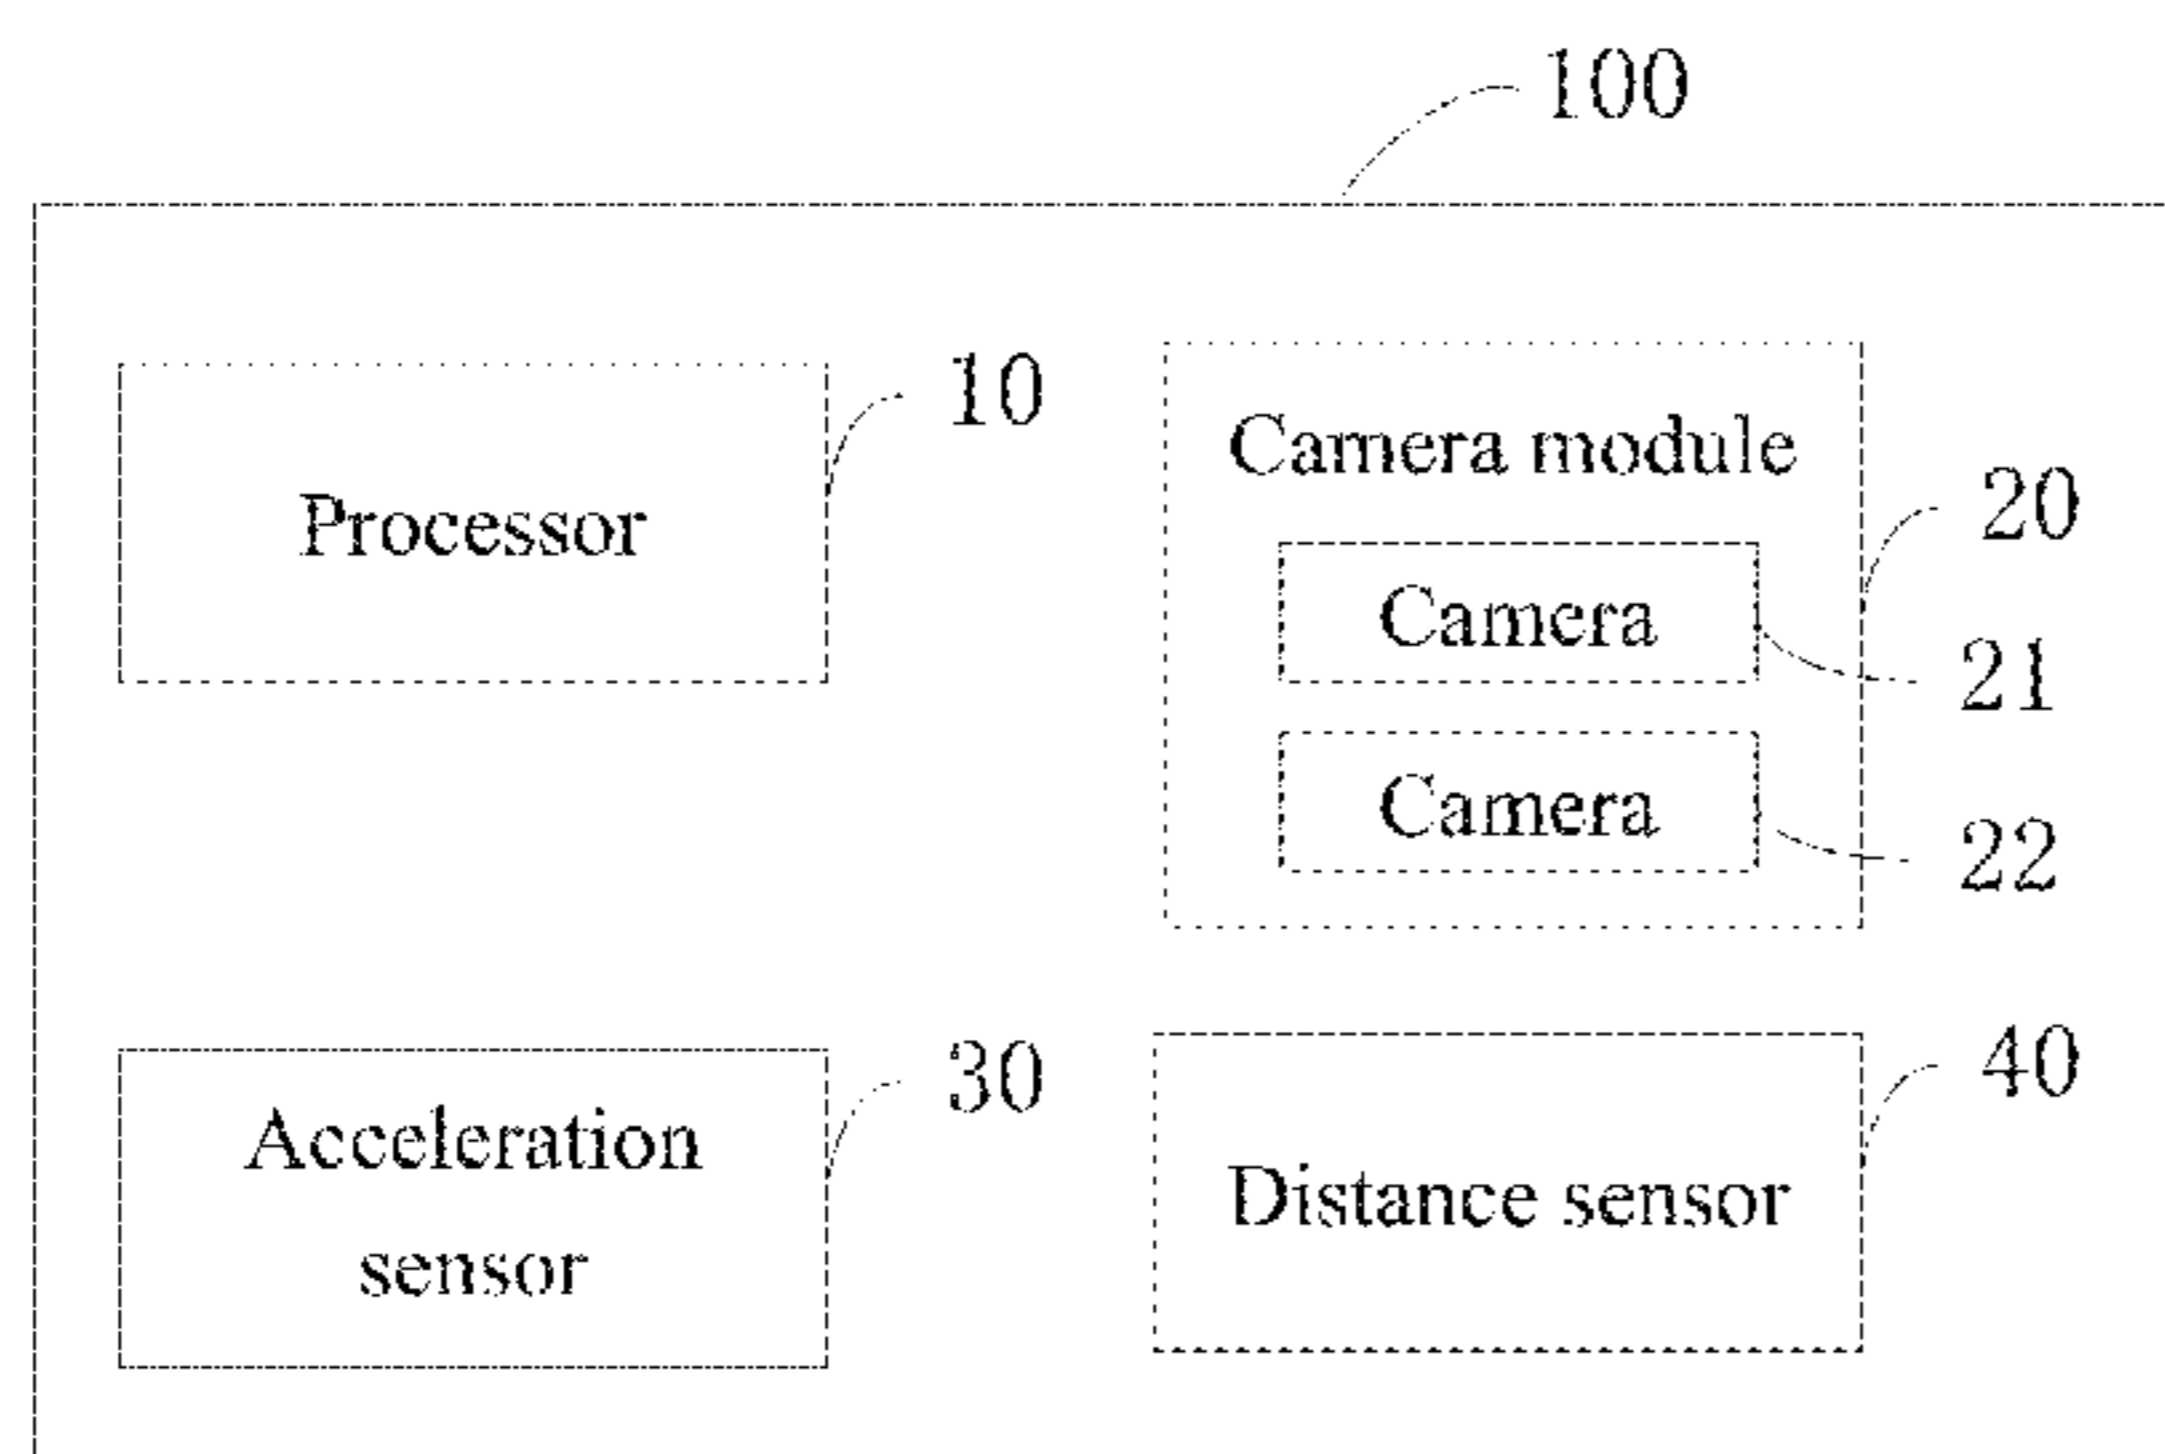 100
Processor
10
Camera module
20
Camera
21
Camera
22
Acceleration
sensor
30
Distance sensor
40